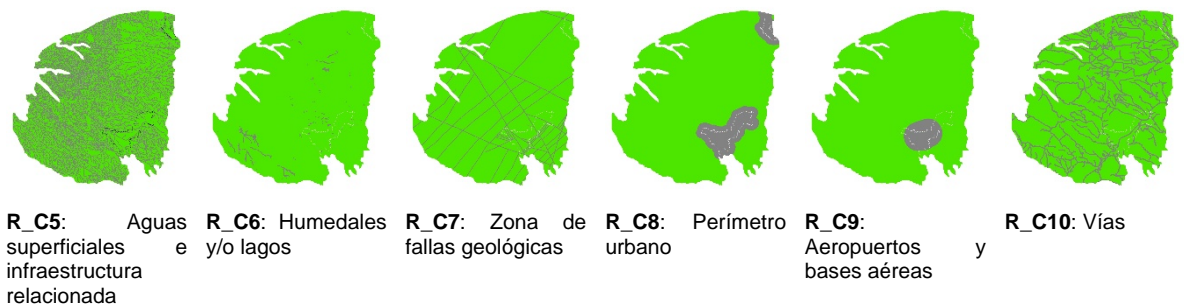 R_C5: Aguas
superficiales e
infraestructura
relacionada
R_C6: Humedales
y/o lagos
R_C7: Zona de
fallas geológicas
R_C8: Perímetro
urbano
R_C9:
Aeropuertos y
bases aéreas
R_C10: Vías